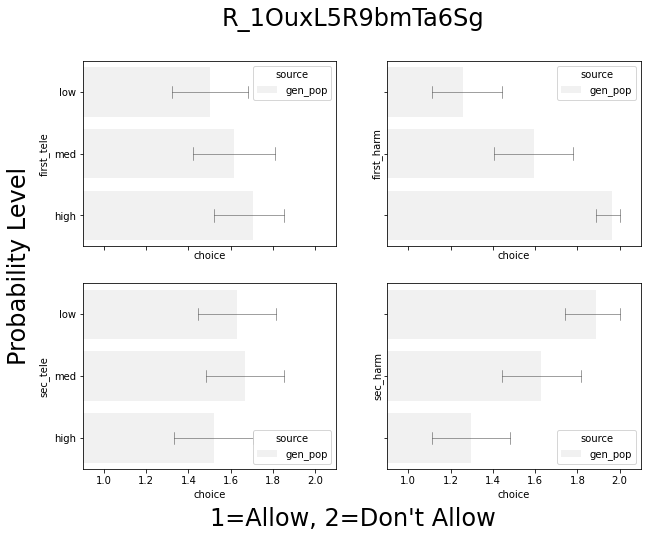 R_1OuxL5R9bmTa6Sg
source
gen_pop
low
med
high
first_tele
choice
source
gen_pop
first_harm
choice
Probability Level
low
med
high
sec_tele
source
gen_pop
1.0 1.2 1.4 1.6 1.8 2.0
choice
sec_harm
source
gen_pop
1.0 1.2 1.4 1.6 1.8 2.0
choice
1=Allow, 2=Don't Allow